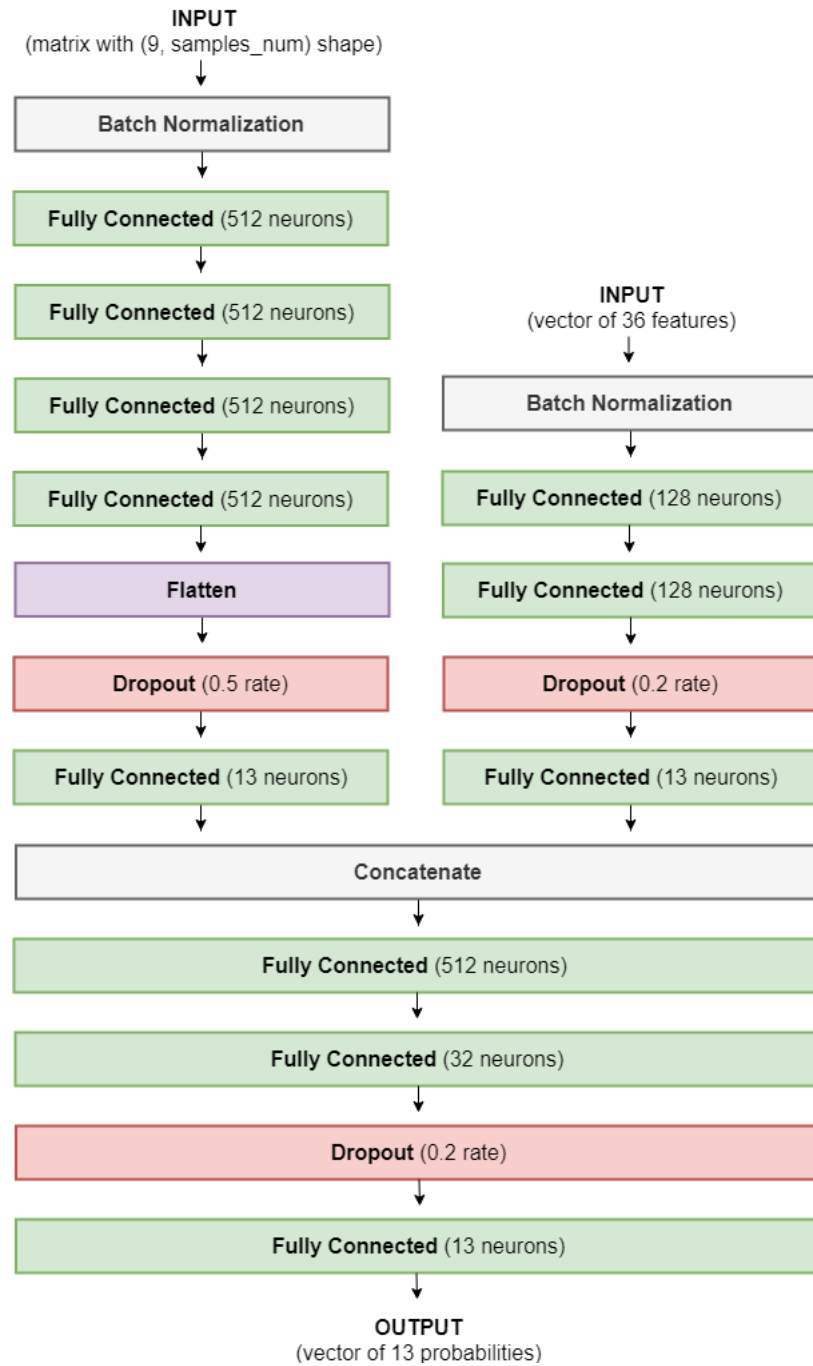 INPUT
(matrix with (9, samples_num) shape)
Batch Normalization
Fully Connected (512 neurons)
Fully Connected (512 neurons)
Fully Connected (512 neurons)
Fully Connected (512 neurons)
Flatten
Dropout (0.5 rate)
Fully Connected (13 neurons)
INPUT
(vector of 36 features)
Batch Normalization
Fully Connected (128 neurons)
Fully Connected (128 neurons)
Dropout (0.2 rate)
Fully Connected (13 neurons)
Concatenate
Fully Connected (512 neurons)
Fully Connected (32 neurons)
Dropout (0.2 rate)
Fully Connected (13 neurons)
OUTPUT
(vector of 13 probabilities)